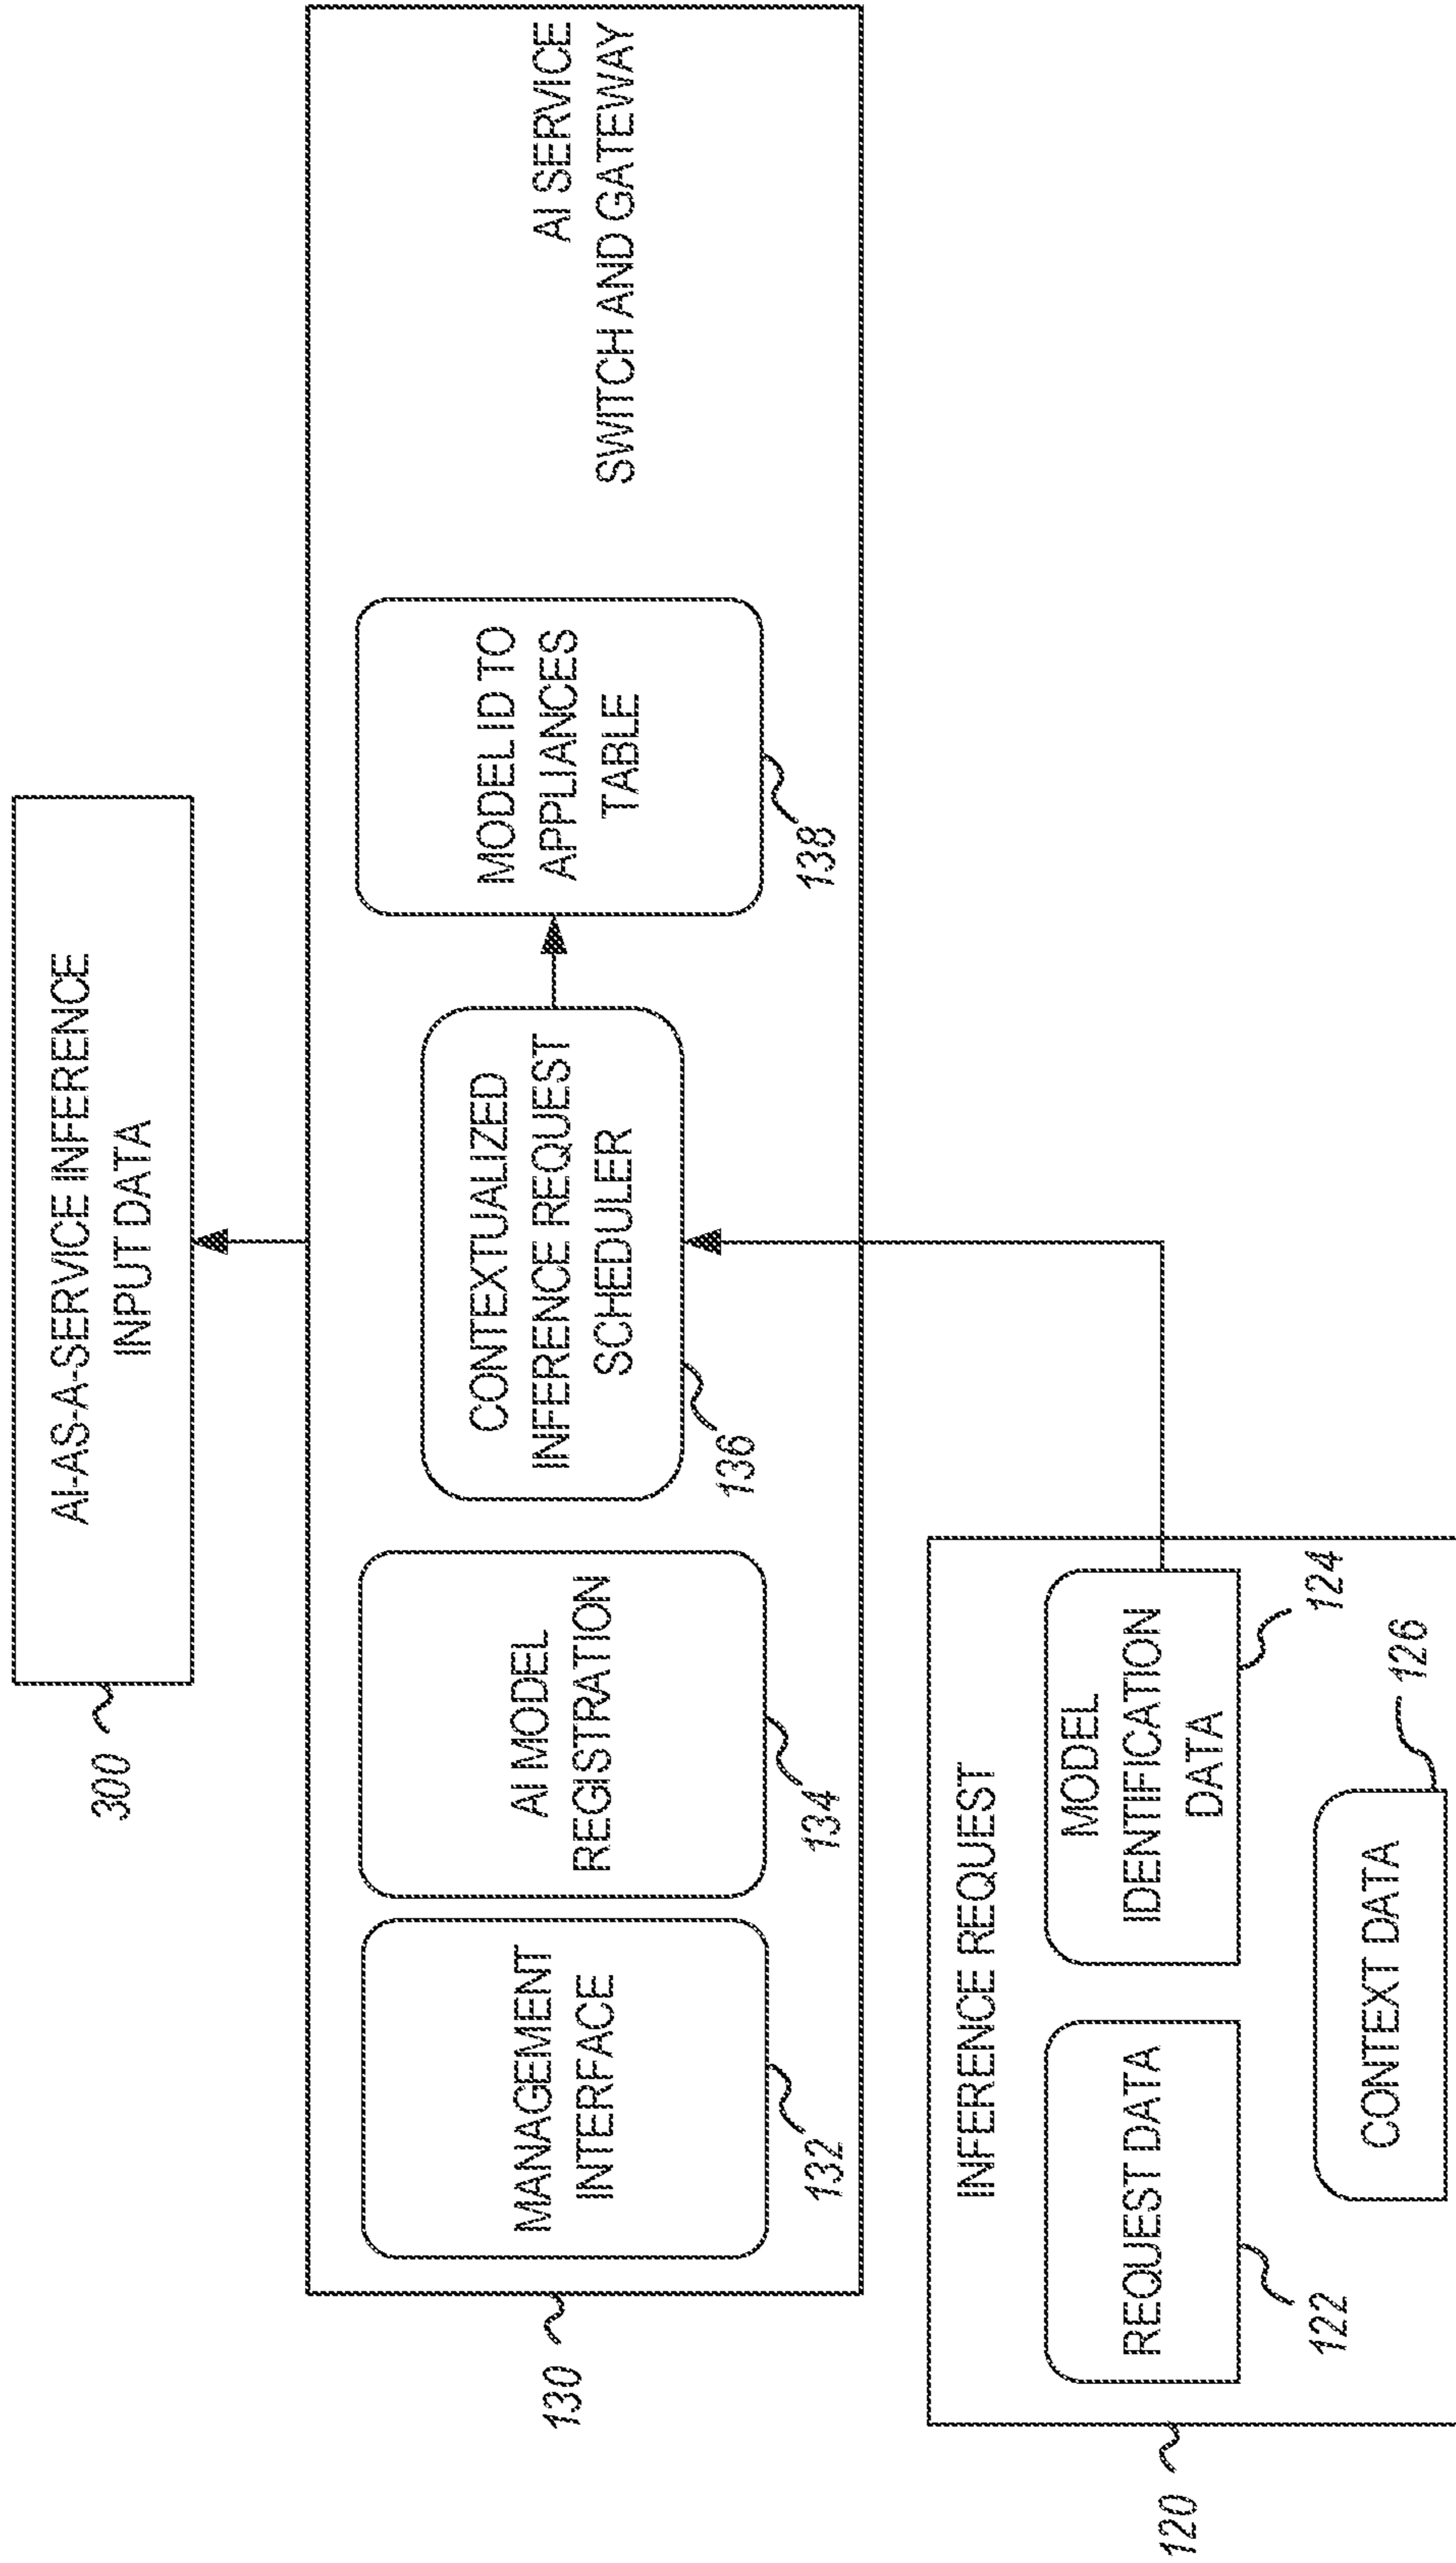 AI-AS-A-SERVICE INFERENCE
INPUT DATA
300
AI SERVICE
SWITCH AND GATEWAY
130
MANAGEMENT
INTERFACE
132
AI MODEL
REGISTRATION
134
CONTEXTUALIZED
INFERENCE REQUEST
SCHEDULER
136
MODEL ID TO
APPLIANCES
TABLE
138
INFERENCE REQUEST
120
REQUEST DATA
122
MODEL
IDENTIFICATION
DATA
124
CONTEXT DATA
126